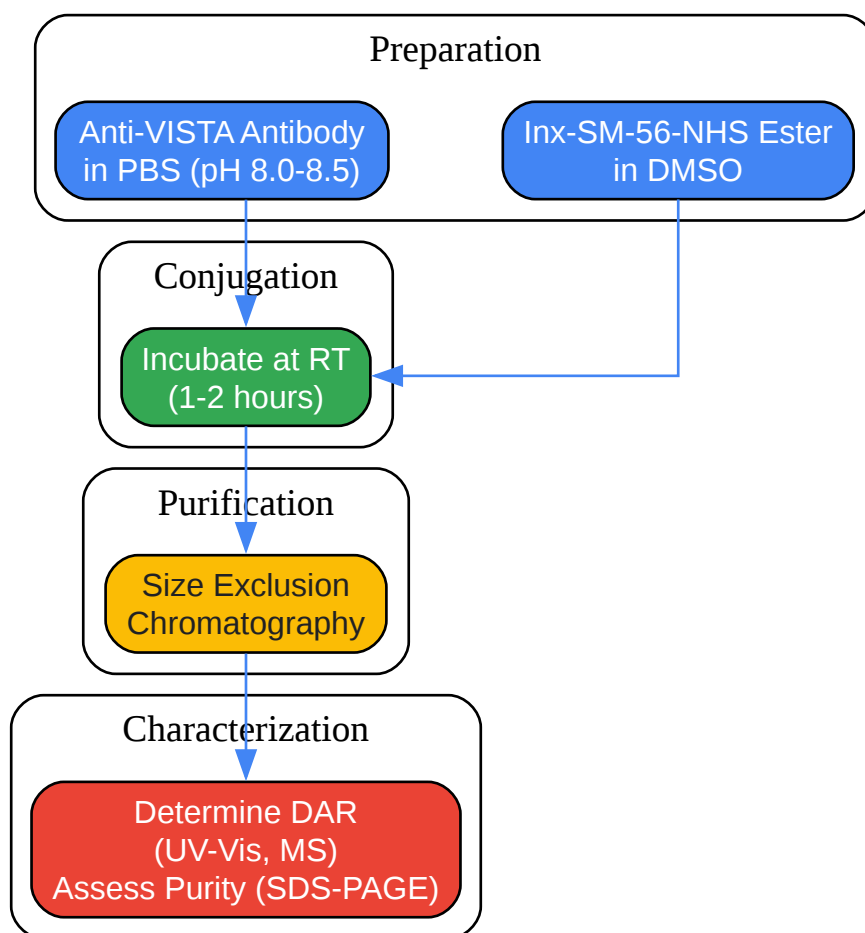 Preparation
Anti-VISTA Antibody
in PBS (pH 8.0-8.5)
Inx-SM-56-NHS Ester
in DMSO
Conjugation
Incubate at RT
(1-2 hours)
Purification
Size Exclusion
Chromatography
Characterization
Determine DAR
(UV-Vis, MS)
Assess Purity (SDS-PAGE)